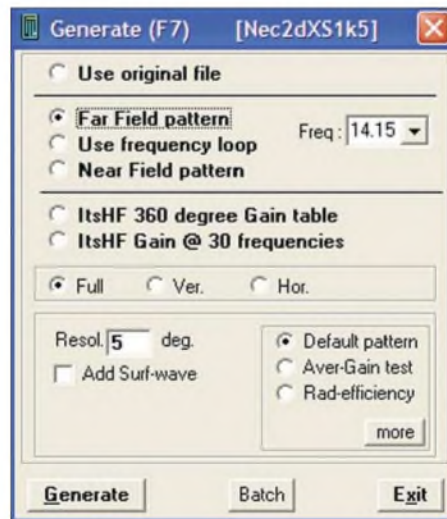 Generate (F7) [Nec2dXS1k5]
Use original file
Far Field pattern
Freq : 14.15
Use frequency loop
Near Field pattern
ItsHF 360 degree Gain table
ItsHF Gain @ 30 frequencies
Full Ver. Hor.
Resol. 5 deg.
Add Surf-wave
Default pattern
Aver-Gain test
Rad-efficiency
more
Generate Batch Exit